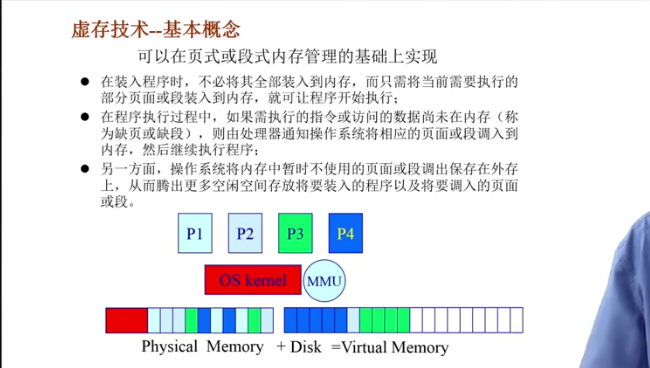 虚存技术--基本概念
可以在页式或段式内存管理的基础上实现
● 在装入程序时，不必将其全部装入到内存，而只需将当前需要执行的
部分页面或段装入到内存，就可让程序开始执行；
● 在程序执行过程中，如果需执行的指令或访问的数据尚未在内存（称
为缺页或缺段），则由处理器通知操作系统将相应的页面或段调入到
内存，然后继续执行程序；
● 另一方面，操作系统将内存中暂时不使用的页面或段调出保存在外存
上，从而腾出更多空闲空间存放将要装入的程序以及将要调入的页面
或段。
P1 P2 P3 P4
OS kernel MMU
Physical Memory + Disk =Virtual Memory